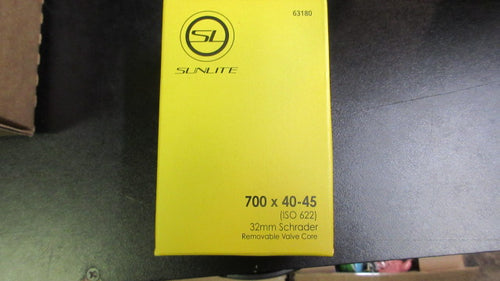 63180
SL
SUNLITE
700 x 40-45
(ISO 622)
32mm Schrader
Removable Valve Core